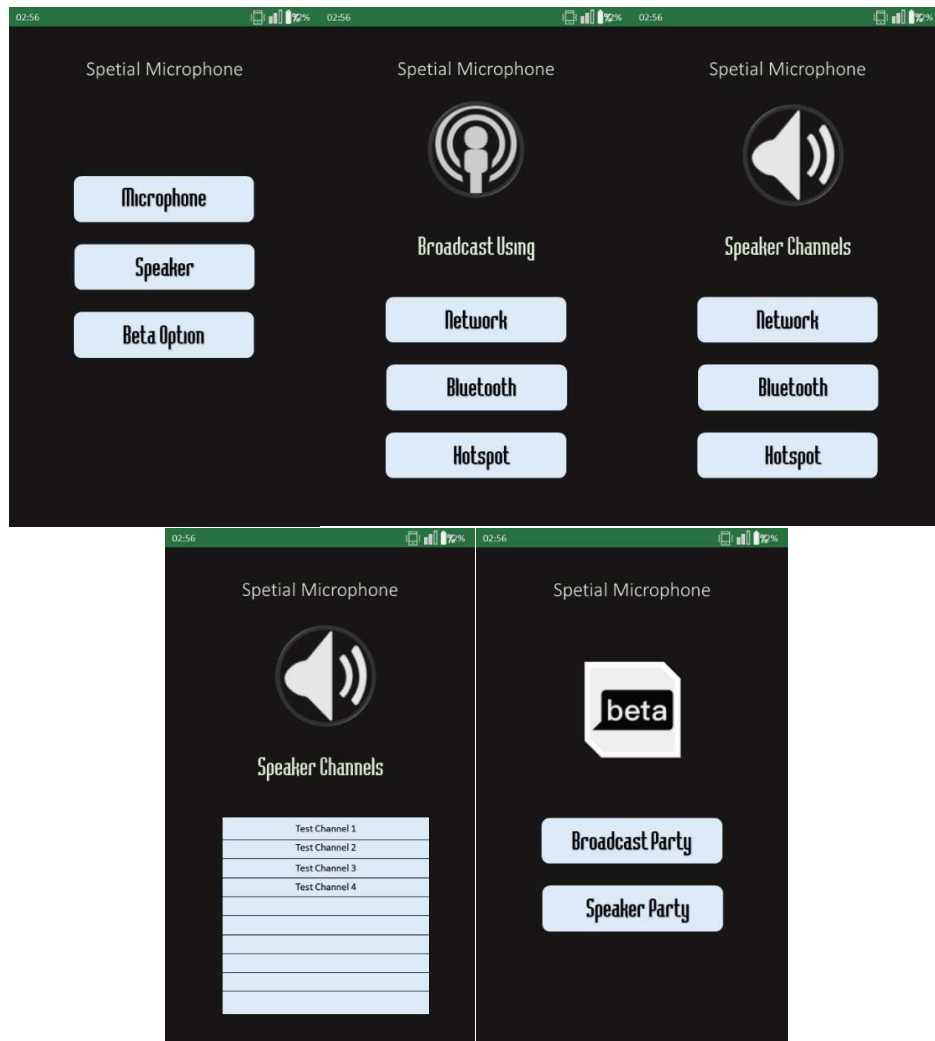 02:56 72%
Spetial Microphone
Microphone
Speaker
Beta Option
02:56 72%
Spetial Microphone
Broadcast Using
Network
Bluetooth
Hotspot
02:56 72%
Spetial Microphone
Speaker Channels
Network
Bluetooth
Hotspot
02:56 72%
Spetial Microphone
Speaker Channels
Test Channel 1
Test Channel 2
Test Channel 3
Test Channel 4
02:56 72%
Spetial Microphone
beta
Broadcast Party
Speaker Party